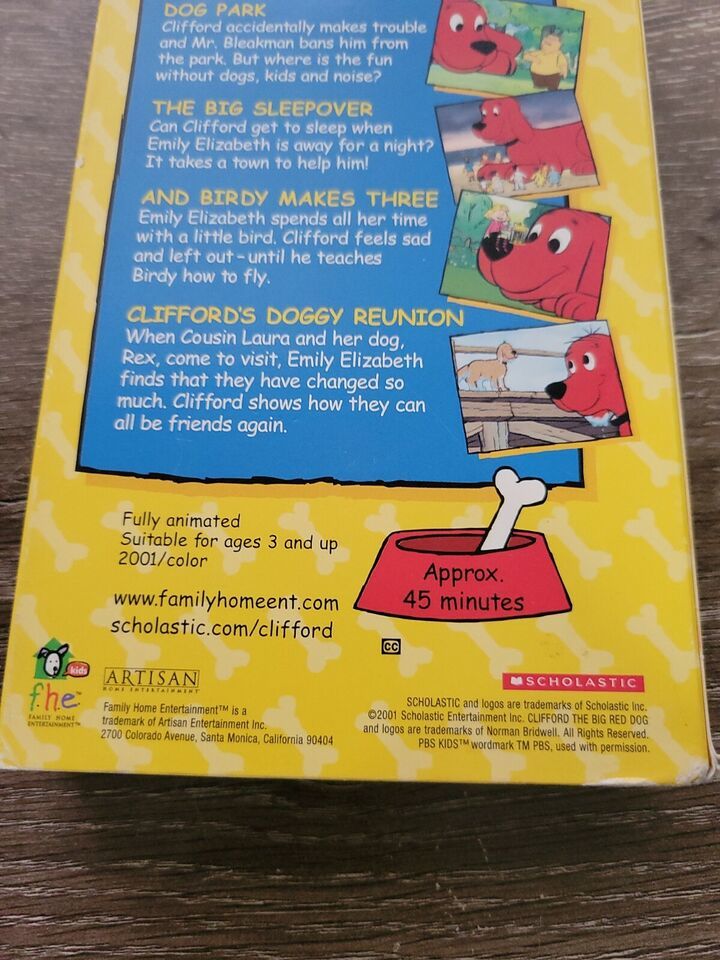 DOG PARK
Clifford accidentally makes trouble
and Mr. Bleakman bans him from
the park. But where is the fun
without dogs, kids and noise?
THE BIG SLEEPOVER
Can Clifford get to sleep when
Emily Elizabeth is away for a night?
It takes a town to help him!
AND BIRDY MAKES THREE
Emily Elizabeth spends all her time
with a little bird. Clifford feels sad
and left out – until he teaches
Birdy how to fly.
CLIFFORD'S DOGGY REUNION
When Cousin Laura and her dog,
Rex, come to visit, Emily Elizabeth
finds that they have changed so
much. Clifford shows how they can
all be friends again.
Fully animated
Suitable for ages 3 and up
2001/color
www.familyhomeent.com
scholastic.com/clifford
Approx.
45 minutes
CC
kids
f.h.e™
FAMILY HOME
ENTERTAINMENT™
ARTISAN
HOME ENTERTAINMENT
Family Home Entertainment™ is a
trademark of Artisan Entertainment Inc.
2700 Colorado Avenue, Santa Monica, California 90404
SCHOLASTIC
SCHOLASTIC and logos are trademarks of Scholastic Inc.
©2001 Scholastic Entertainment Inc. CLIFFORD THE BIG RED DOG
and logos are trademarks of Norman Bridwell. All Rights Reserved.
PBS KIDS™ wordmark TM PBS, used with permission.